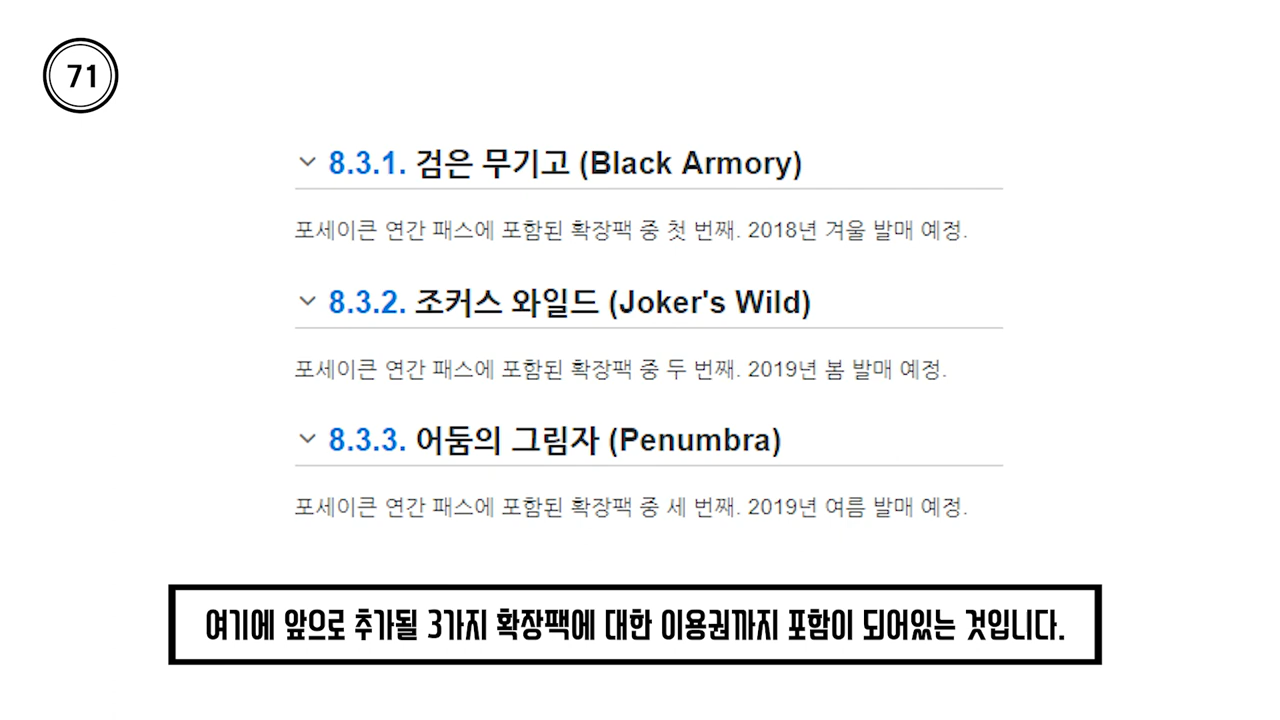 71
8.3.1. 검은 무기고 (Black Armory)
포세이큰 연간 패스에 포함된 확장팩 중 첫 번째. 2018년 겨울 발매 예정.
8.3.2. 조커스 와일드 (Joker's Wild)
포세이큰 연간 패스에 포함된 확장팩 중 두 번째. 2019년 봄 발매 예정.
8.3.3. 어둠의 그림자 (Penumbra)
포세이큰 연간 패스에 포함된 확장팩 중 세 번째. 2019년 여름 발매 예정.
여기에 앞으로 추가될 3가지 확장팩에 대한 이용권까지 포함이 되어있는 것입니다.